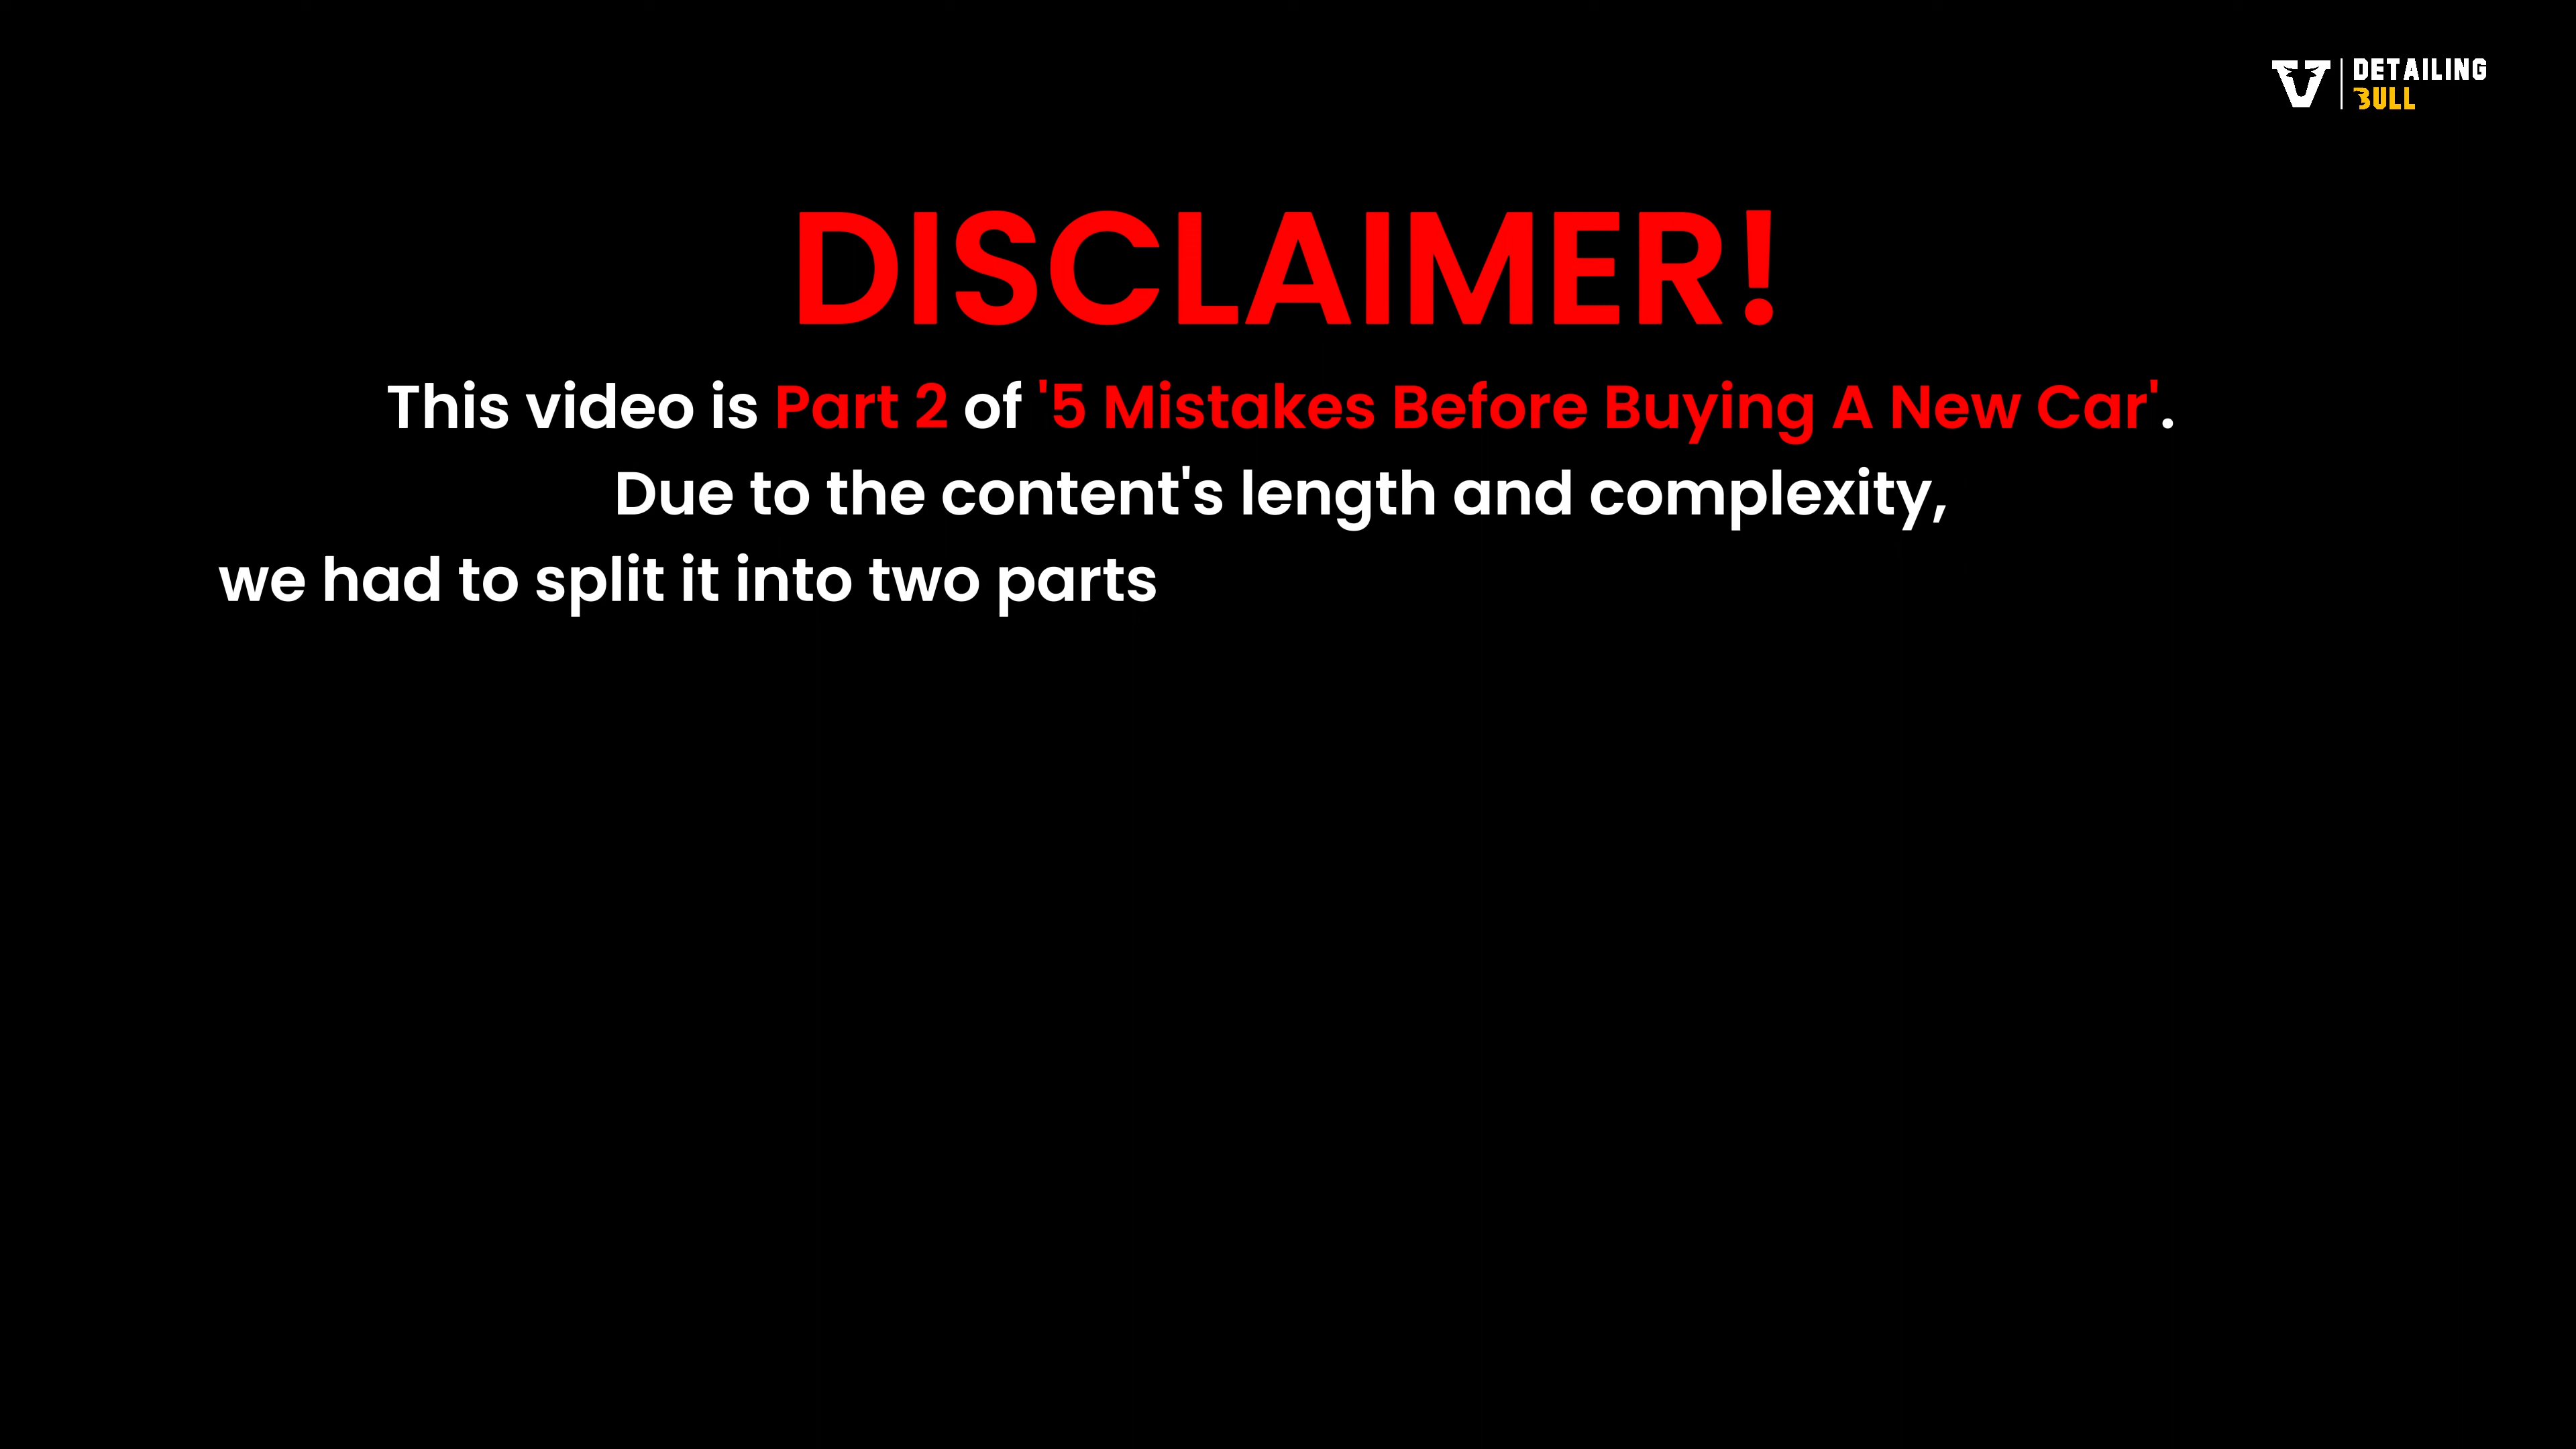 DETAILING
BULL
DISCLAIMER!
This video is Part 2 of '5 Mistakes Before Buying A New Car'.
Due to the content's length and complexity,
we had to split it into two parts